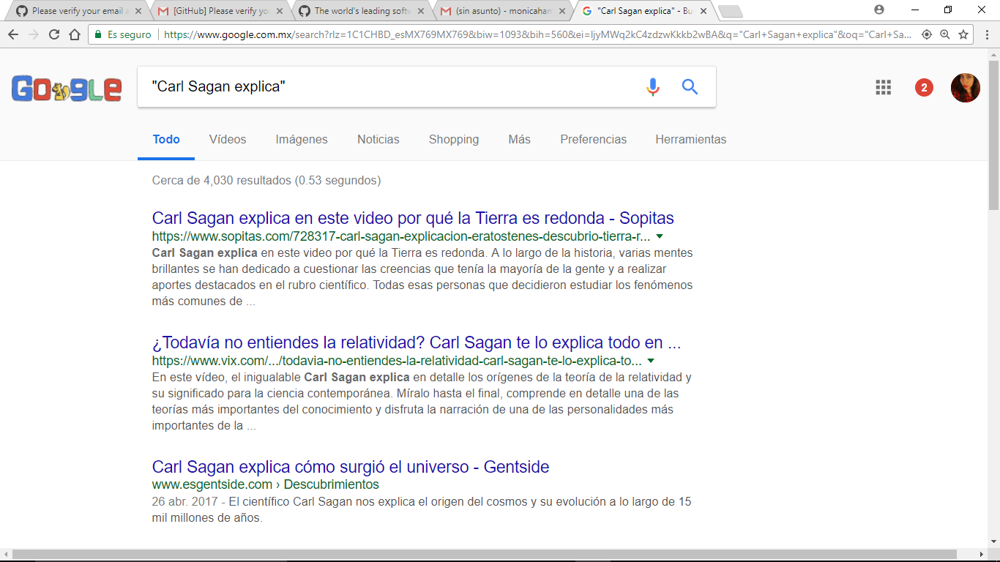 Please verify your email a
[GitHub] Please verify yo
The world's leading softw
(sin asunto) - monicaham
"Carl Sagan explica" - Bu
Es seguro https://www.google.com.mx/search?rlz=1C1CHBD_esMX769MX769&biw=1093&bih=560&ei=IjyMWq2kC4zdzwKkkb2wBA&q="Carl+Sagan+explica"&oq="Carl+Sa...
Google
"Carl Sagan explica"
2
Todo Vídeos Imágenes Noticias Shopping Más Preferencias Herramientas
Cerca de 4,030 resultados (0.53 segundos)
Carl Sagan explica en este video por qué la Tierra es redonda - Sopitas
https://www.sopitas.com/728317-carl-sagan-explicacion-eratostenes-descubrio-tierra-r...
Carl Sagan explica en este video por qué la Tierra es redonda. A lo largo de la historia, varias mentes
brillantes se han dedicado a cuestionar las creencias que tenía la mayoría de la gente y a realizar
aportes destacados en el rubro científico. Todas esas personas que decidieron estudiar los fenómenos
más comunes de ...
¿Todavía no entiendes la relatividad? Carl Sagan te lo explica todo en ...
https://www.vix.com/.../todavia-no-entiendes-la-relatividad-carl-sagan-te-lo-explica-to...
En este vídeo, el inigualable Carl Sagan explica en detalle los orígenes de la teoría de la relatividad y
su significado para la ciencia contemporánea. Míralo hasta el final, comprende en detalle una de las
teorías más importantes del conocimiento y disfruta la narración de una de las personalidades más
importantes de la ...
Carl Sagan explica cómo surgió el universo - Gentside
www.esgentside.com › Descubrimientos
26 abr. 2017 - El científico Carl Sagan nos explica el origen del cosmos y su evolución a lo largo de 15
mil millones de años.